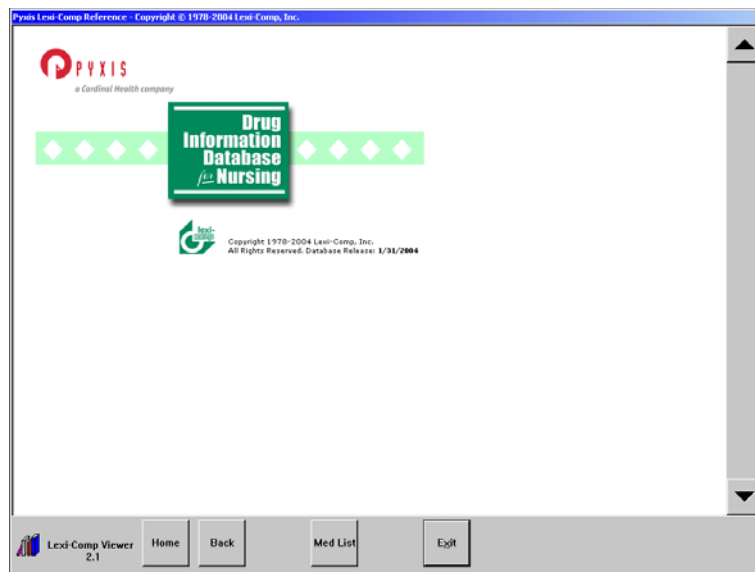 Pyxis Lexi-Comp Reference - Copyright © 1978-2004 Lexi-Comp, Inc.
PYXIS
a Cardinal Health company
Drug
Information
Database
for Nursing
lexi-comp
Copyright 1978-2004 Lexi-Comp, Inc.
All Rights Reserved. Database Release: 1/31/2004
Lexi-Comp Viewer
2.1
Home
Back
Med List
Exit